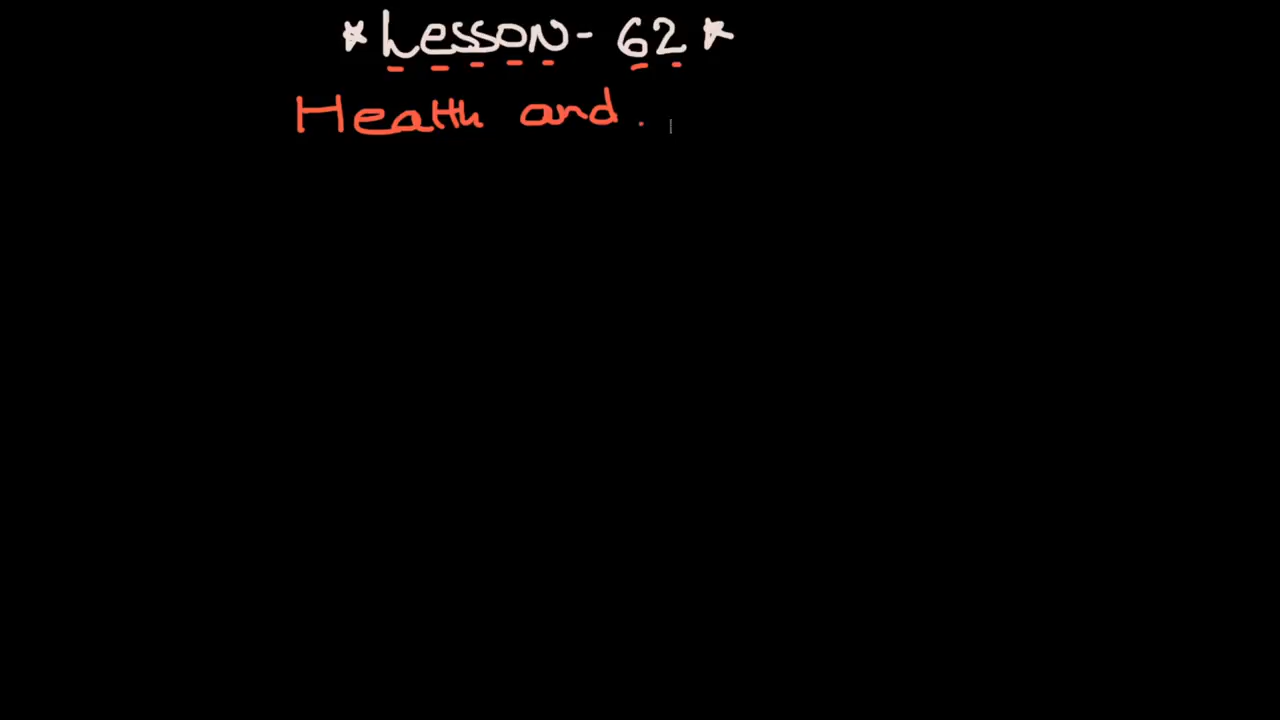 *Lesson- 62*
Health and .